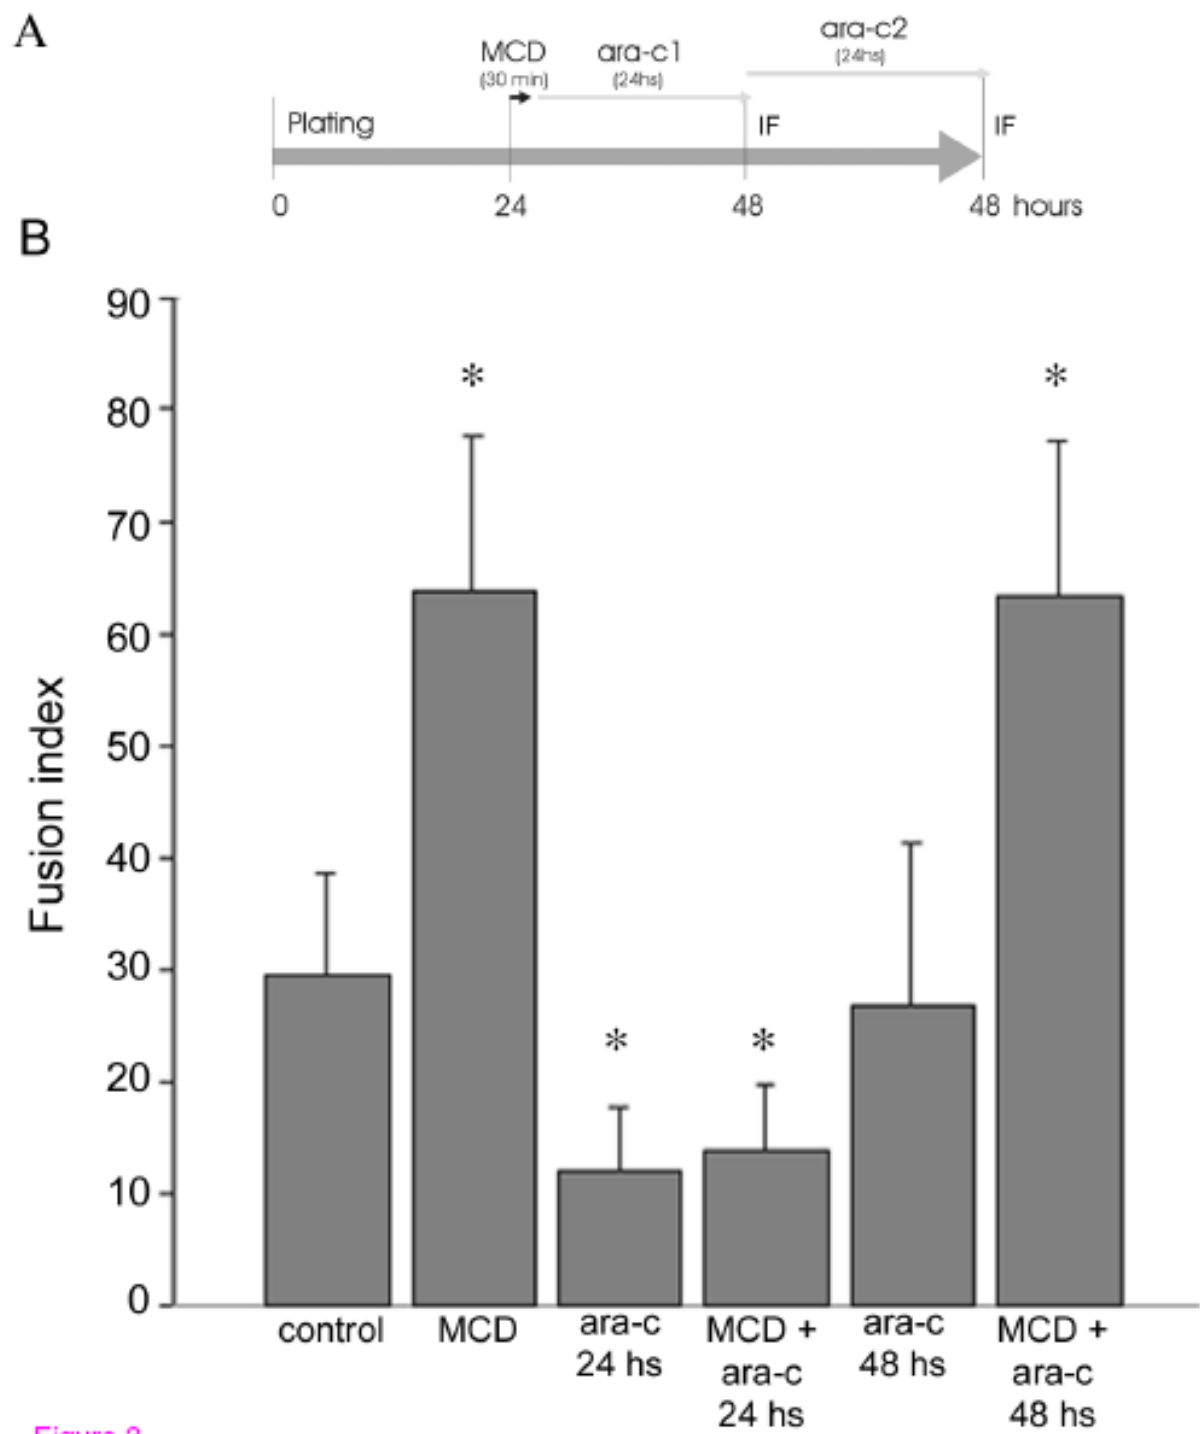 A
MCD
(30 min)
ara-c1
(24hs)
ara-c2
(24hs)
Plating
IF
IF
0
24
48
48 hours
B
90
80
70
60
50
40
30
20
10
0
Fusion index
*
*
*
*
control
MCD
ara-c
24 hs
MCD +
ara-c
24 hs
ara-c
48 hs
MCD +
ara-c
48 hs